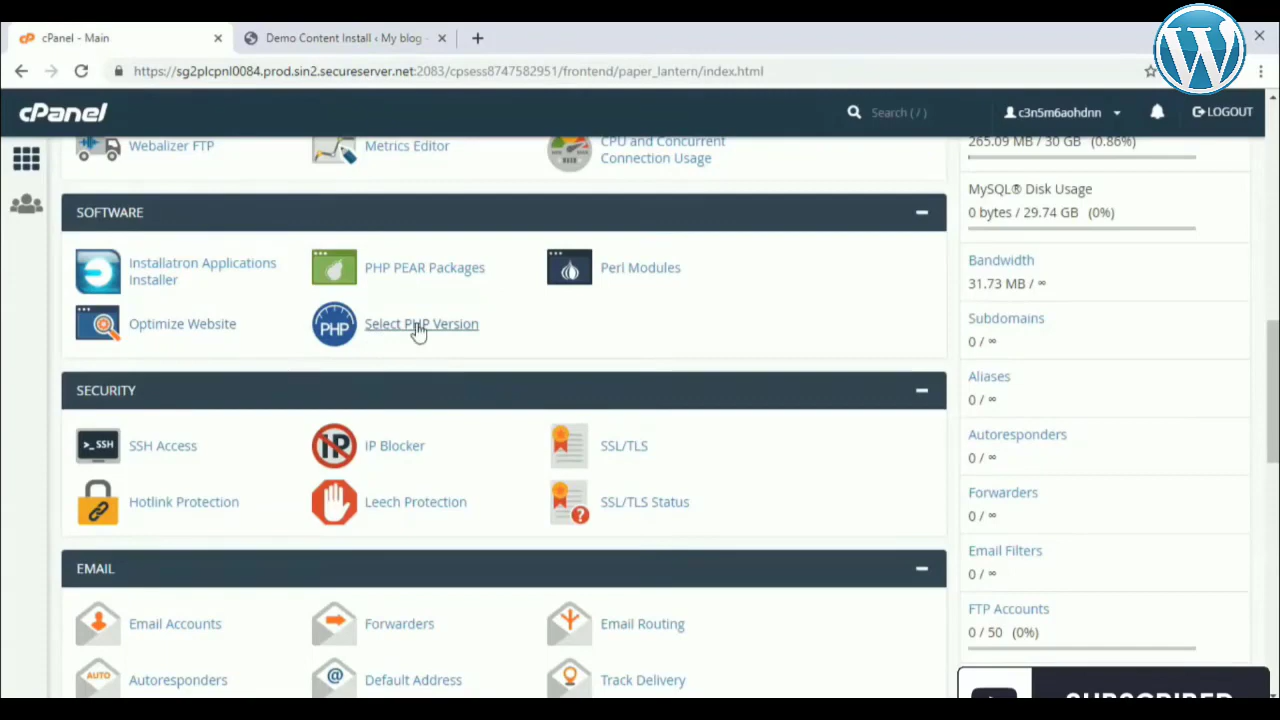 cPanel - Main
Demo Content Install ‹ My blog -
https://sg2plcpnl0084.prod.sin2.secureserver.net:2083/cpsess8747582951/frontend/paper_lantern/index.html
cPanel
Search ( / )
c3n5m6aohdnn
LOGOUT
Webalizer FTP
Metrics Editor
CPU and Concurrent
Connection Usage
SOFTWARE
Installatron Applications
Installer
PHP PEAR Packages
Perl Modules
Optimize Website
PHP
Select PHP Version
SECURITY
>_SSH
SSH Access
IP
IP Blocker
SSL/TLS
Hotlink Protection
Leech Protection
?
SSL/TLS Status
EMAIL
Email Accounts
Forwarders
Email Routing
AUTO
Autoresponders
@
Default Address
Track Delivery
265.09 MB / 30 GB (0.86%)
MySQL® Disk Usage
0 bytes / 29.74 GB (0%)
Bandwidth
31.73 MB / ∞
Subdomains
0 / ∞
Aliases
0 / ∞
Autoresponders
0 / ∞
Forwarders
0 / ∞
Email Filters
0 / ∞
FTP Accounts
0 / 50 (0%)
SUBSCRIBED
W